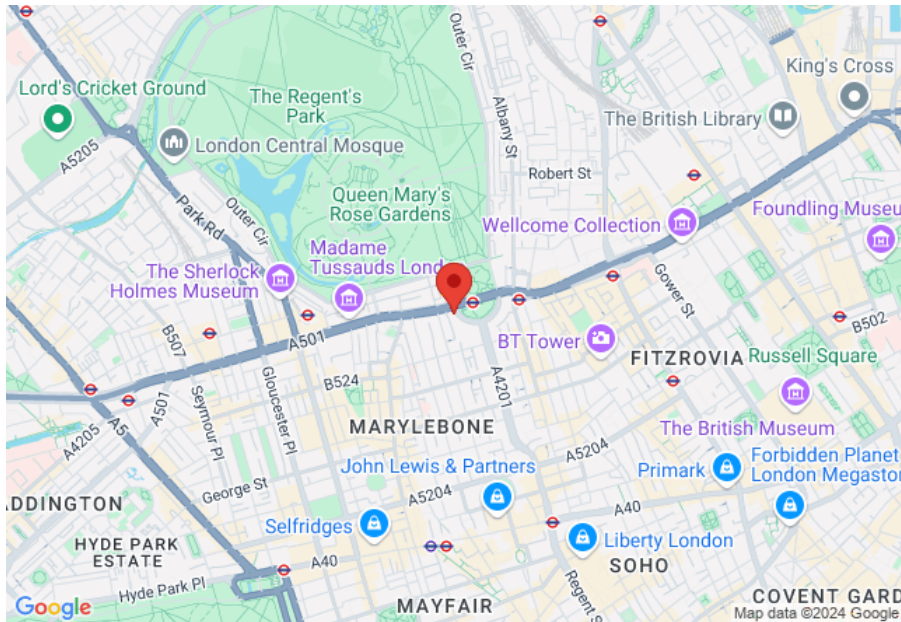 Outer Cir
King's Cross
Lord's Cricket Ground
The Regent's
Park
The British Library
Albany St
London Central Mosque
A5205
Robert St
Queen Mary's
Rose Gardens
Wellcome Collection
Foundling Museu
Park Rd
Outer Cir
Madame
Tussauds Lond
The Sherlock
Holmes Museum
Gower St
B507
A501
BT Tower
B502
FITZROVIA
Russell Square
B524
A4201
A501
Seymour Pl
Gloucester Pl
A5
A4205
MARYLEBONE
The British Museum
A5204
John Lewis & Partners
Primark
Forbidden Planet
London Megastor
George St
A5204
ADDINGTON
A40
Selfridges
Liberty London
HYDE PARK
ESTATE
A40
SOHO
Hyde Park Pl
Regent S
MAYFAIR
COVENT GARD
Google
Map data ©2024 Google